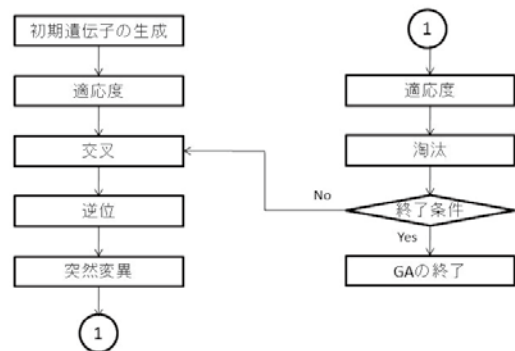 初期遺伝子の生成
適応度
交叉
逆位
突然変異
1
1
適応度
淘汰
終了条件
No
Yes
GAの終了